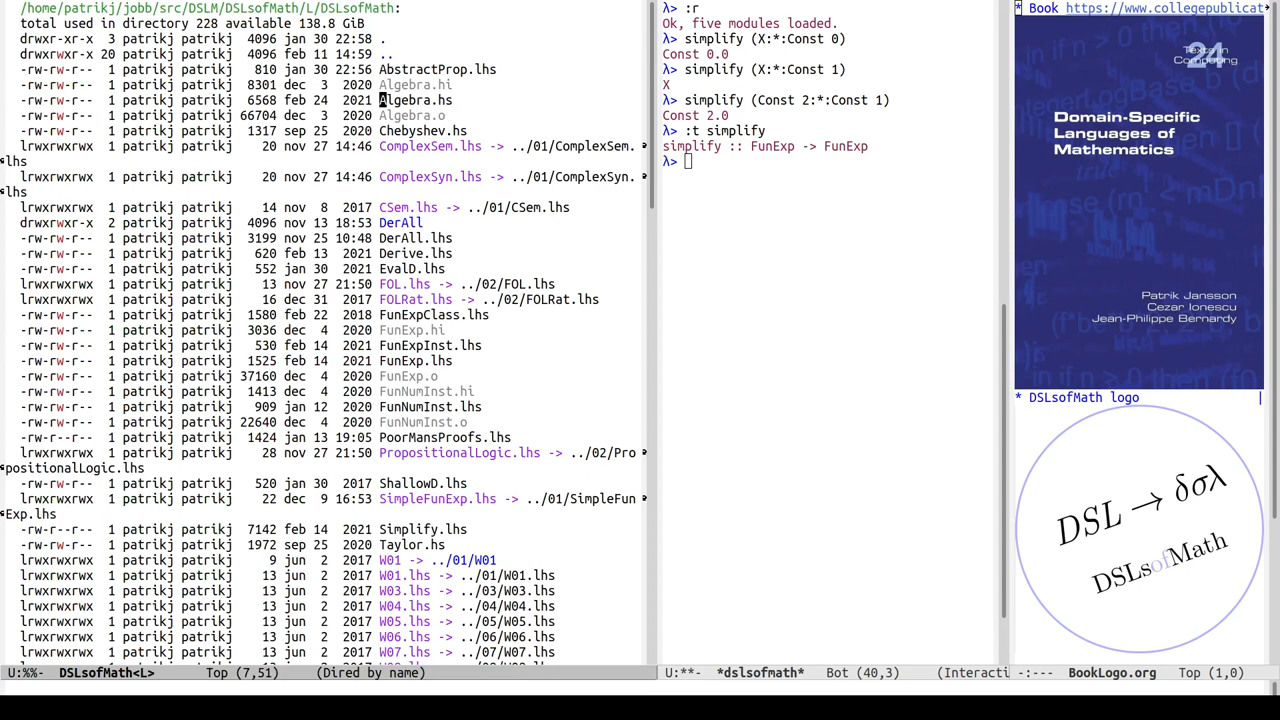 /home/patrikj/jobb/src/DSLM/DSLsofMath/L/DSLsofMath:
total used in directory 228 available 138.8 GiB
drwxr-xr-x 3 patrikj patrikj 4096 jan 30 22:58 .
drwxrwxr-x 20 patrikj patrikj 4096 feb 11 14:59 ..
-rw-rw-r-- 1 patrikj patrikj 810 jan 30 22:56 AbstractProp.lhs
-rw-rw-r-- 1 patrikj patrikj 8301 dec 3 2020 Algebra.hi
-rw-rw-r-- 1 patrikj patrikj 6568 feb 24 2021 Algebra.hs
-rw-rw-r-- 1 patrikj patrikj 66704 dec 3 2020 Algebra.o
-rw-rw-r-- 1 patrikj patrikj 1317 sep 25 2020 Chebyshev.hs
lrwxrwxrwx 1 patrikj patrikj 20 nov 27 14:46 ComplexSem.lhs -> ../01/ComplexSem.
lhs
lrwxrwxrwx 1 patrikj patrikj 20 nov 27 14:46 ComplexSyn.lhs -> ../01/ComplexSyn.
lhs
lrwxrwxrwx 1 patrikj patrikj 14 nov 8 2017 CSem.lhs -> ../01/CSem.lhs
drwxrwxr-x 2 patrikj patrikj 4096 nov 13 18:53 DerAll
-rw-rw-r-- 1 patrikj patrikj 3199 nov 25 10:48 DerAll.lhs
-rw-rw-r-- 1 patrikj patrikj 620 feb 13 2021 Derive.lhs
-rw-rw-r-- 1 patrikj patrikj 552 jan 30 2021 EvalD.lhs
lrwxrwxrwx 1 patrikj patrikj 13 nov 27 21:50 FOL.lhs -> ../02/FOL.lhs
lrwxrwxrwx 1 patrikj patrikj 16 dec 31 2017 FOLRat.lhs -> ../02/FOLRat.lhs
-rw-rw-r-- 1 patrikj patrikj 1580 feb 22 2018 FunExpClass.lhs
-rw-rw-r-- 1 patrikj patrikj 3036 dec 4 2020 FunExp.hi
-rw-rw-r-- 1 patrikj patrikj 530 feb 14 2021 FunExpInst.lhs
-rw-rw-r-- 1 patrikj patrikj 1525 feb 14 2021 FunExp.lhs
-rw-rw-r-- 1 patrikj patrikj 37160 dec 4 2020 FunExp.o
-rw-rw-r-- 1 patrikj patrikj 1413 dec 4 2020 FunNumInst.hi
-rw-rw-r-- 1 patrikj patrikj 909 jan 12 2020 FunNumInst.lhs
-rw-rw-r-- 1 patrikj patrikj 22640 dec 4 2020 FunNumInst.o
-rw-r--r-- 1 patrikj patrikj 1424 jan 13 19:05 PoorMansProofs.lhs
lrwxrwxrwx 1 patrikj patrikj 28 nov 27 21:50 PropositionalLogic.lhs -> ../02/Pro
positionalLogic.lhs
-rw-rw-r-- 1 patrikj patrikj 520 jan 30 2017 ShallowD.lhs
lrwxrwxrwx 1 patrikj patrikj 22 dec 9 16:53 SimpleFunExp.lhs -> ../01/SimpleFun
Exp.lhs
-rw-r--r-- 1 patrikj patrikj 7142 feb 14 2021 Simplify.lhs
-rw-rw-r-- 1 patrikj patrikj 1972 sep 25 2020 Taylor.hs
lrwxrwxrwx 1 patrikj patrikj 9 jun 2 2017 W01 -> ../01/W01
lrwxrwxrwx 1 patrikj patrikj 13 jun 2 2017 W01.lhs -> ../01/W01.lhs
lrwxrwxrwx 1 patrikj patrikj 13 jun 2 2017 W03.lhs -> ../03/W03.lhs
lrwxrwxrwx 1 patrikj patrikj 13 jun 2 2017 W04.lhs -> ../04/W04.lhs
lrwxrwxrwx 1 patrikj patrikj 13 jun 2 2017 W05.lhs -> ../05/W05.lhs
lrwxrwxrwx 1 patrikj patrikj 13 jun 2 2017 W06.lhs -> ../06/W06.lhs
lrwxrwxrwx 1 patrikj patrikj 13 jun 2 2017 W07.lhs -> ../07/W07.lhs
U:%%- DSLsofMath<L> Top (7,51) (Dired by name)
λ> :r
Ok, five modules loaded.
λ> simplify (X:*:Const 0)
Const 0.0
λ> simplify (X:*:Const 1)
X
λ> simplify (Const 2:*:Const 1)
Const 2.0
λ> :t simplify
simplify :: FunExp -> FunExp
λ>
U:**- *dslsofmath* Bot (40,3) (Interacti
* Book https://www.collegepublicat
24
Texts in
Computing
Domain-Specific
Languages of
Mathematics
Patrik Jansson
Cezar Ionescu
Jean-Philippe Bernardy
* DSLsofMath logo |
DSL → δσλ
DSLsofMath
-:--- BookLogo.org Top (1,0)